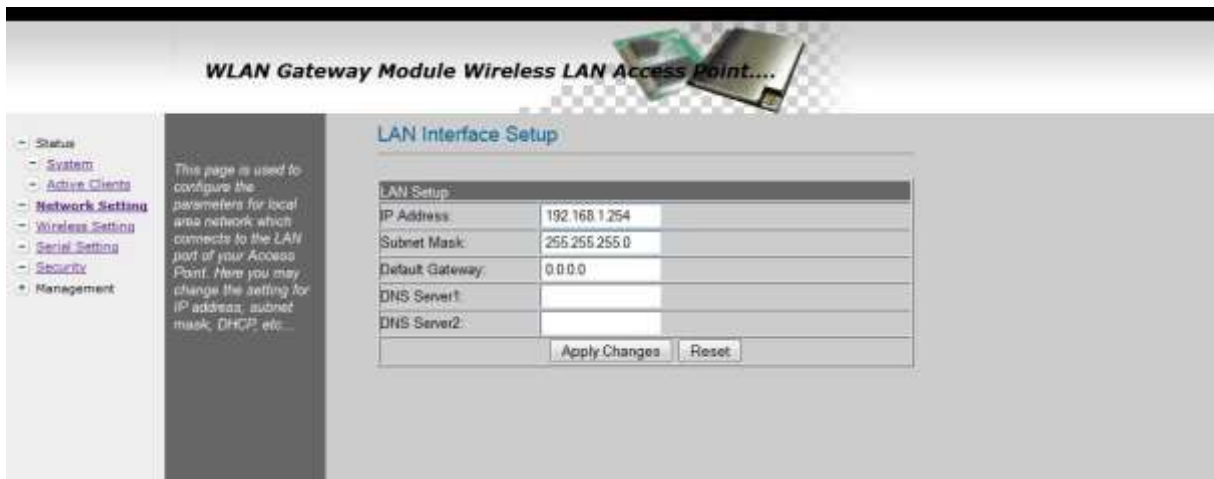 WLAN Gateway Module Wireless LAN Access Point....
- Status
- System
- Active Clients
- Network Setting
- Wireless Setting
- Serial Setting
- Security
+ Management
This page is used to
configure the
parameters for local
area network which
connects to the LAN
port of your Access
Point. Here you may
change the setting for
IP address, subnet
mask, DHCP, etc...
LAN Interface Setup
LAN Setup
IP Address: 192.168.1.254
Subnet Mask: 255.255.255.0
Default Gateway: 0.0.0.0
DNS Server1:
DNS Server2:
Apply Changes Reset